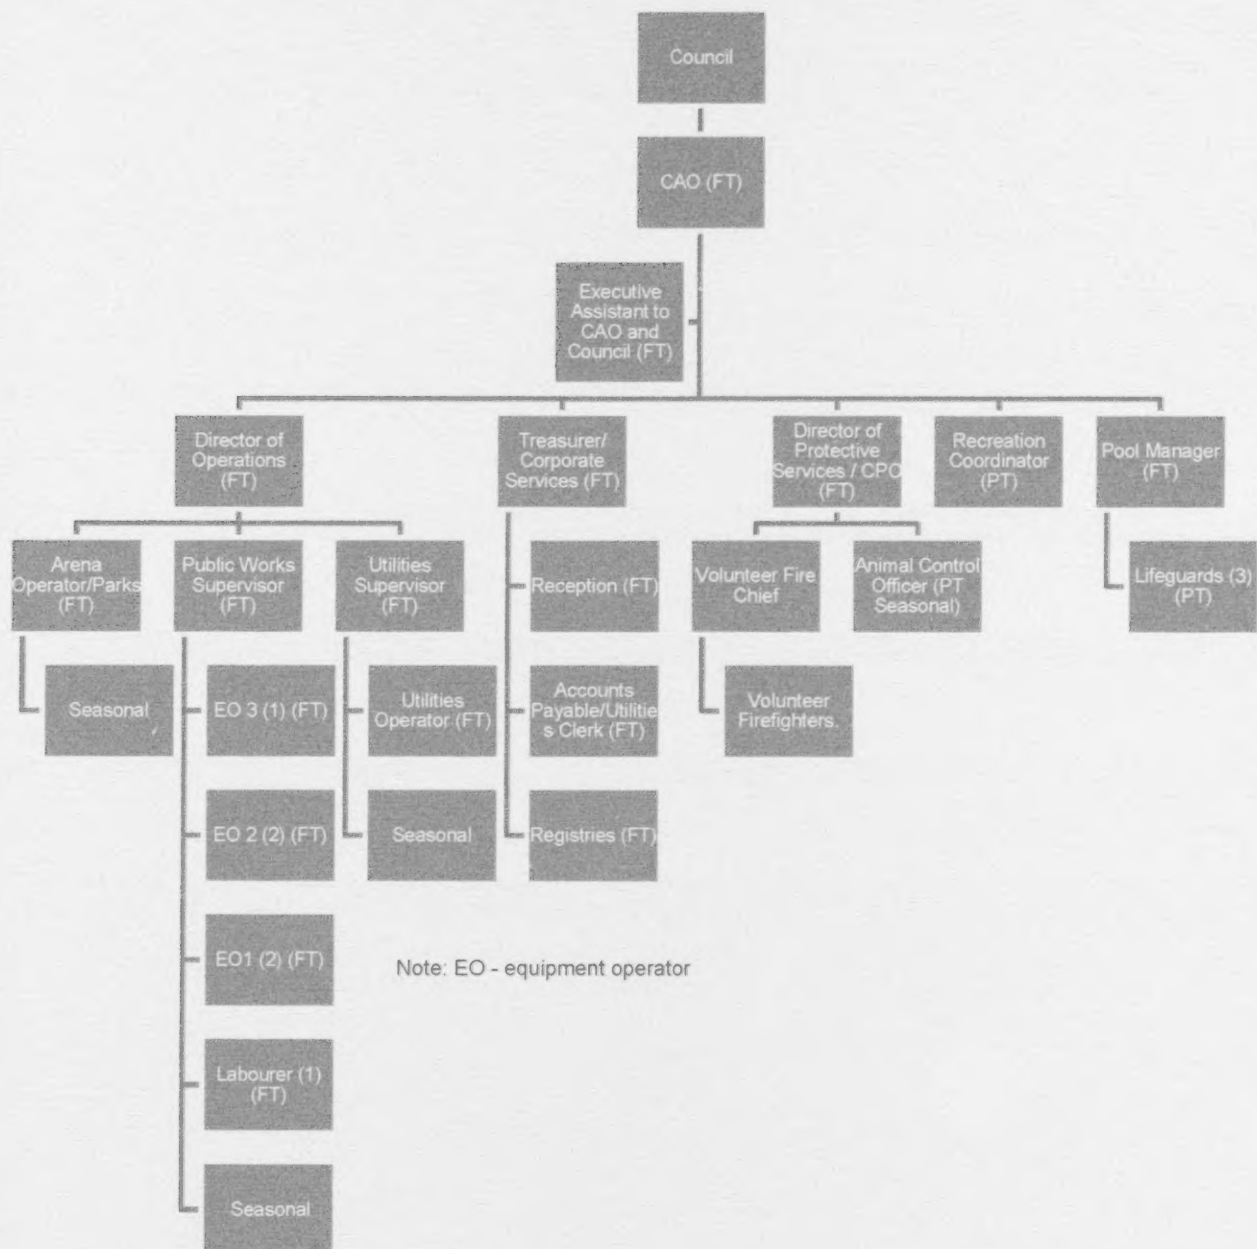 Council
CAO (FT)
Executive
Assistant to
CAO and
Council (FT)
Director of
Operations
(FT)
Treasurer/
Corporate
Services (FT)
Director of
Protective
Services / CPO
(FT)
Recreation
Coordinator
(PT)
Pool Manager
(FT)
Arena
Operator/Parks
(FT)
Public Works
Supervisor
(FT)
Utilities
Supervisor
(FT)
Reception (FT)
Volunteer Fire
Chief
Animal Control
Officer (PT
Seasonal)
Lifeguards (3)
(PT)
Seasonal
EO 3 (1) (FT)
Utilities
Operator (FT)
Accounts
Payable/Utilitie
s Clerk (FT)
Volunteer
Firefighters.
EO 2 (2) (FT)
Seasonal
Registries (FT)
EO1 (2) (FT)
Note: EO - equipment operator
Labourer (1)
(FT)
Seasonal